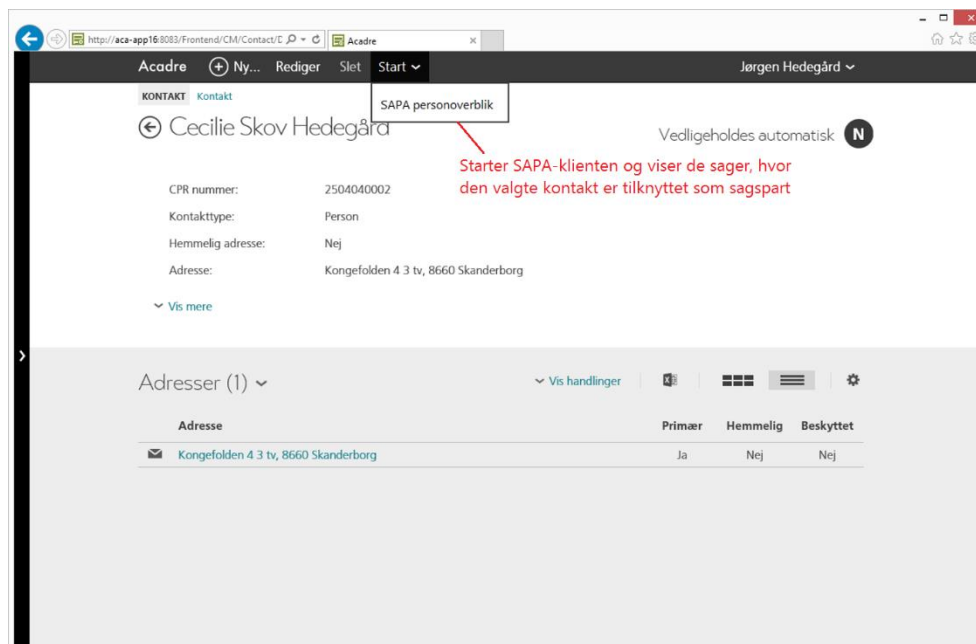 http://aca-app16:8083/Frontend/CM/Contact/D
Acadre
Acadre Ny... Rediger Slet Start Jørgen Hedegård
KONTAKT Kontakt
SAPA personoverblik
Cecilie Skov Hedegård
Vedligeholdes automatisk N
Starter SAPA-klienten og viser de sager, hvor
den valgte kontakt er tilknyttet som sagspart
CPR nummer: 2504040002
Kontakttype: Person
Hemmelig adresse: Nej
Adresse: Kongefolden 4 3 tv, 8660 Skanderborg
Vis mere
Adresser (1) Vis handlinger
Adresse Primær Hemmelig Beskyttet
Kongefolden 4 3 tv, 8660 Skanderborg Ja Nej Nej